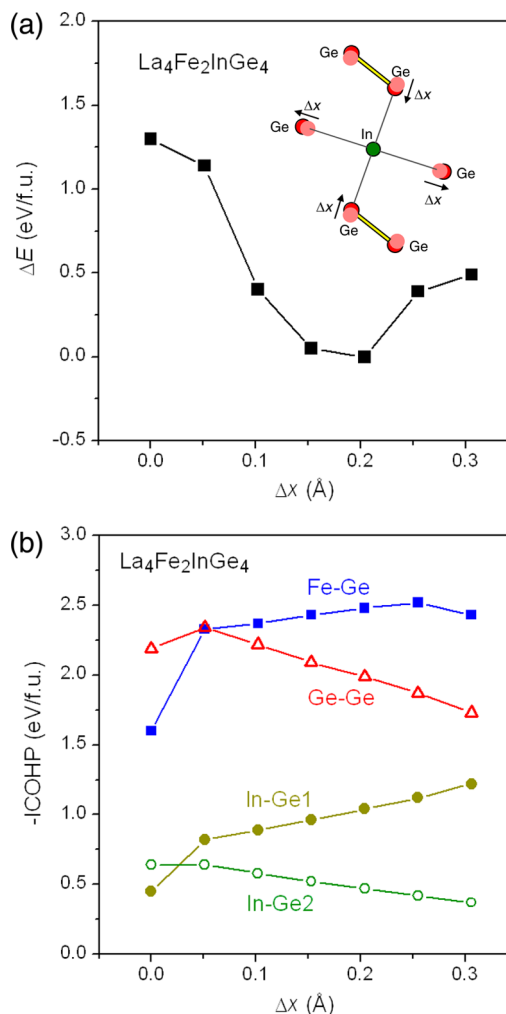 (a)
La₄Fe₂InGe₄
ΔE (eV/f.u.)
2.0
1.5
1.0
0.5
0.0
-0.5
0.0
0.1
0.2
0.3
Δx (Å)
Ge
Ge
Δx
Ge
In
Ge
Δx
Δx
Ge
Ge
(b)
La₄Fe₂InGe₄
-ICOHP (eV/f.u.)
3.0
2.5
2.0
1.5
1.0
0.5
0.0
Fe-Ge
Ge-Ge
In-Ge1
In-Ge2
0.0
0.1
0.2
0.3
Δx (Å)